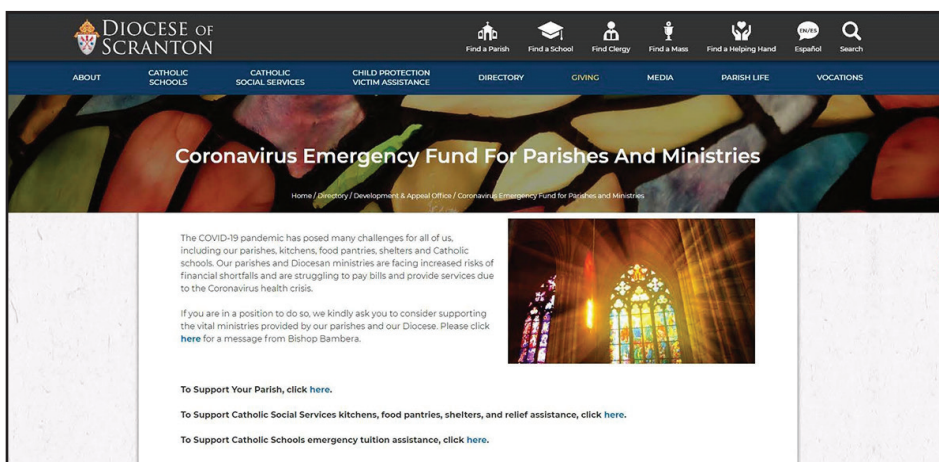 DIOCESE OF
SCRANTON
Find a Parish
Find a School
Find Clergy
Find a Mass
Find a Helping Hand
EN/ES
Español
Search
ABOUT
CATHOLIC
SCHOOLS
CATHOLIC
SOCIAL SERVICES
CHILD PROTECTION
VICTIM ASSISTANCE
DIRECTORY
GIVING
MEDIA
PARISH LIFE
VOCATIONS
Coronavirus Emergency Fund For Parishes And Ministries
Home / Directory / Development & Appeal Office / Coronavirus Emergency Fund for Parishes and Ministries
The COVID-19 pandemic has posed many challenges for all of us,
including our parishes, kitchens, food pantries, shelters and Catholic
schools. Our parishes and Diocesan ministries are facing increased risks of
financial shortfalls and are struggling to pay bills and provide services due
to the Coronavirus health crisis.
If you are in a position to do so, we kindly ask you to consider supporting
the vital ministries provided by our parishes and our Diocese. Please click
here for a message from Bishop Bambera.
To Support Your Parish, click here.
To Support Catholic Social Services kitchens, food pantries, shelters, and relief assistance, click here.
To Support Catholic Schools emergency tuition assistance, click here.